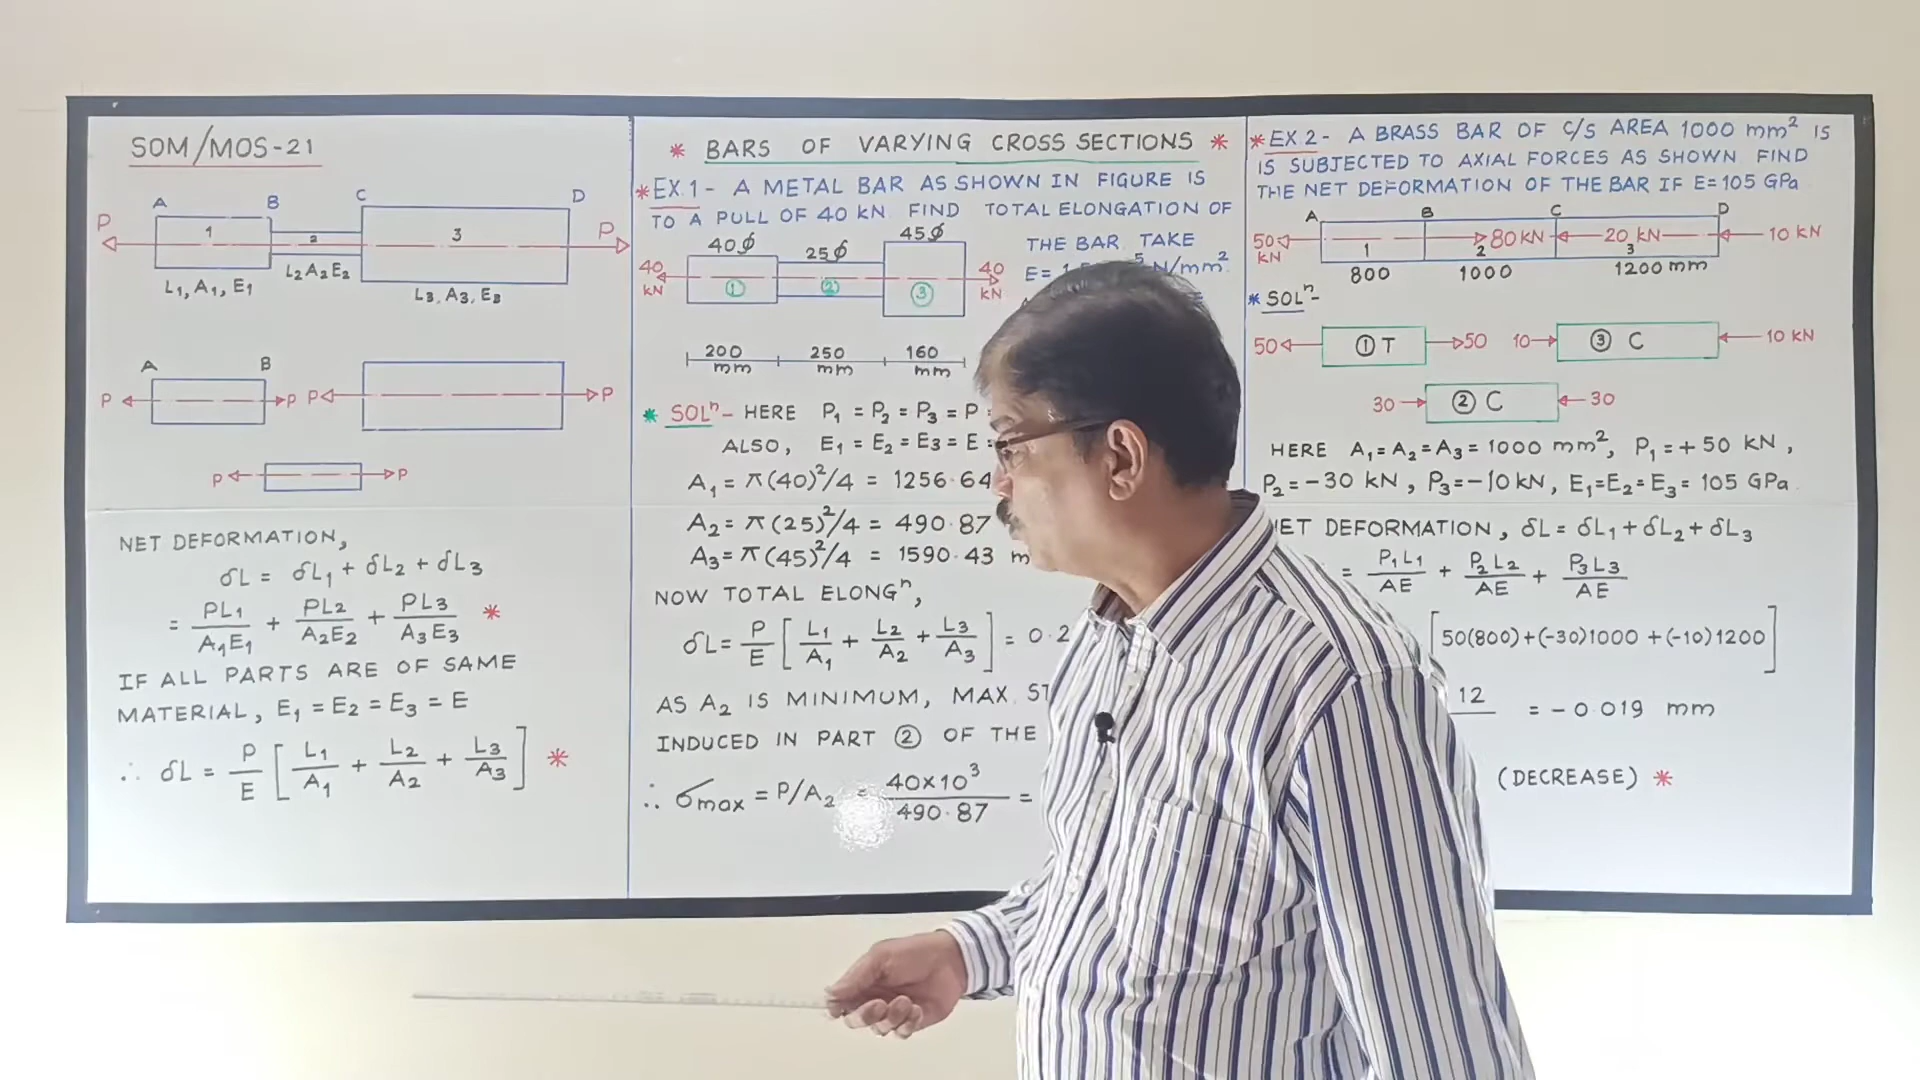 SOM/MOS-21
A B C D
P 1 2 3 P
L₁, A₁, E₁ L₂A₂E₂ L₃, A₃, E₃
A B
P P P P
P P
NET DEFORMATION,
δL = δL₁ + δL₂ + δL₃
= PL₁/A₁E₁ + PL₂/A₂E₂ + PL₃/A₃E₃ *
IF ALL PARTS ARE OF SAME
MATERIAL, E₁ = E₂ = E₃ = E
∴ δL = P/E [L₁/A₁ + L₂/A₂ + L₃/A₃] *
* BARS OF VARYING CROSS SECTIONS *
*EX.1- A METAL BAR AS SHOWN IN FIGURE IS
TO A PULL OF 40 KN. FIND TOTAL ELONGATION OF
THE BAR. TAKE
E= N/mm².
40ϕ 25ϕ 45ϕ
40 KN ① ② ③ 40 KN
200 mm 250 mm 160 mm
* SOLⁿ- HERE P₁ = P₂ = P₃ = P
ALSO, E₁ = E₂ = E₃ = E
A₁ = π(40)²/4 = 1256.64
A₂ = π(25)²/4 = 490.87
A₃ = π(45)²/4 = 1590.43
NOW TOTAL ELONGⁿ,
δL = P/E [L₁/A₁ + L₂/A₂ + L₃/A₃] = 0.2
AS A₂ IS MINIMUM, MAX.
INDUCED IN PART ② OF THE
∴ σmax = P/A₂ = 40×10³/490.87 =
*EX.2- A BRASS BAR OF C/S AREA 1000 mm² IS
IS SUBJECTED TO AXIAL FORCES AS SHOWN FIND
THE NET DEFORMATION OF THE BAR IF E=105 GPa
A B C D
50 KN 80 KN 20 KN 10 KN
1 2 3
800 1000 1200 mm
* SOLⁿ-
50 ① T 50 10 ③ C 10 KN
30 ② C 30
HERE A₁=A₂=A₃=1000 mm², P₁=+50 KN,
P₂=-30 KN, P₃=-10 KN, E₁=E₂=E₃=105 GPa.
DEFORMATION, δL=δL₁+δL₂+δL₃
= P₁L₁/AE + P₂L₂/AE + P₃L₃/AE
[50(800)+(-30)1000+(-10)1200]
12 = -0.019 mm
(DECREASE) *